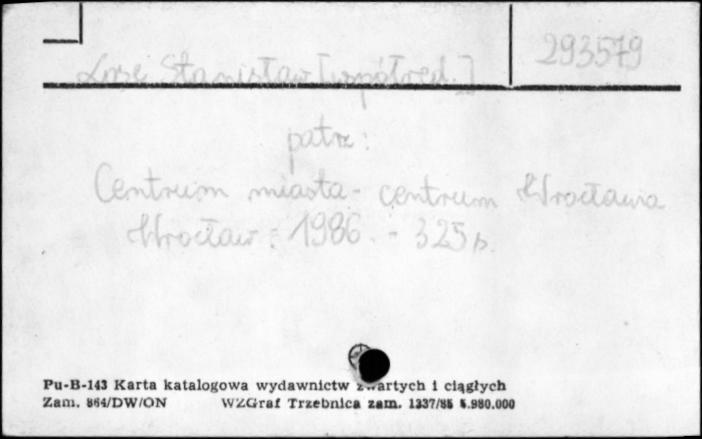 293579
Lose Stanisław [współred.]
patrz:
Centrum miasta - centrum Wrocławia
Wrocław: 1986. - 325 s.
Pu-B-143 Karta katalogowa wydawnictw zwartych i ciągłych
Zam. 864/DW/ON WZGraf Trzebnica zam. 1337/85 5.980.000